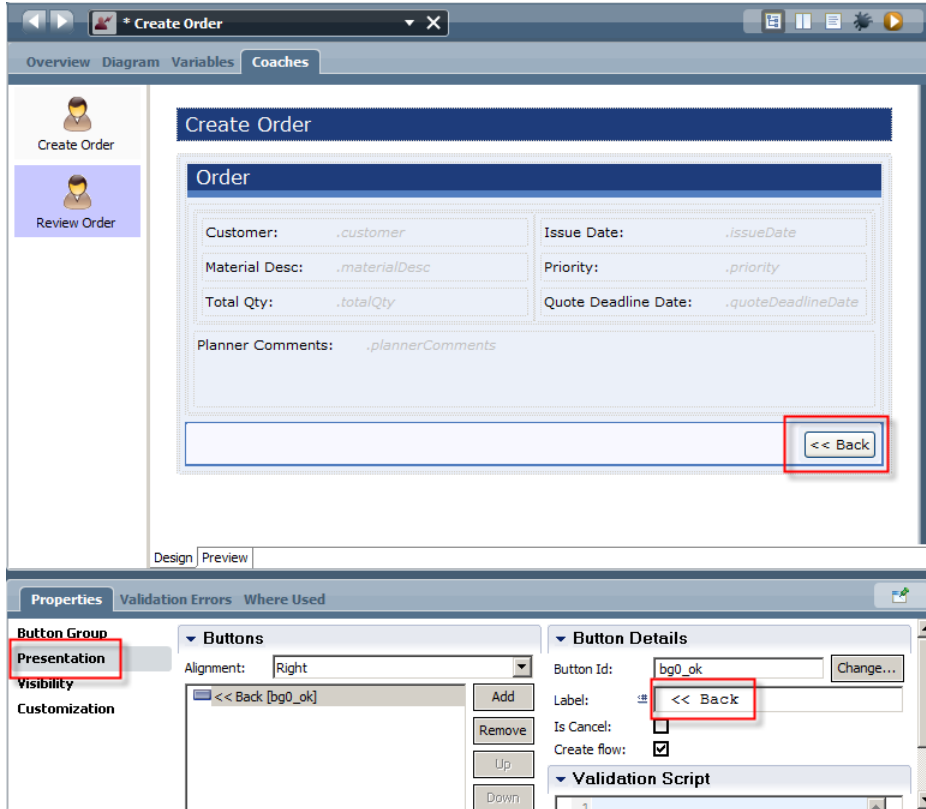 * Create Order
Overview Diagram Variables Coaches
Create Order
Review Order
Create Order
Order
Customer: .customer Issue Date: .issueDate
Material Desc: .materialDesc Priority: .priority
Total Qty: .totalQty Quote Deadline Date: .quoteDeadlineDate
Planner Comments: .plannerComments
<< Back
Design Preview
Properties Validation Errors Where Used
Button Group
Presentation
Visibility
Customization
Buttons
Alignment: Right
<< Back [bg0_ok]
Add
Remove
Up
Down
Button Details
Button Id: bg0_ok Change...
Label: << Back
Is Cancel:
Create flow:
Validation Script
1